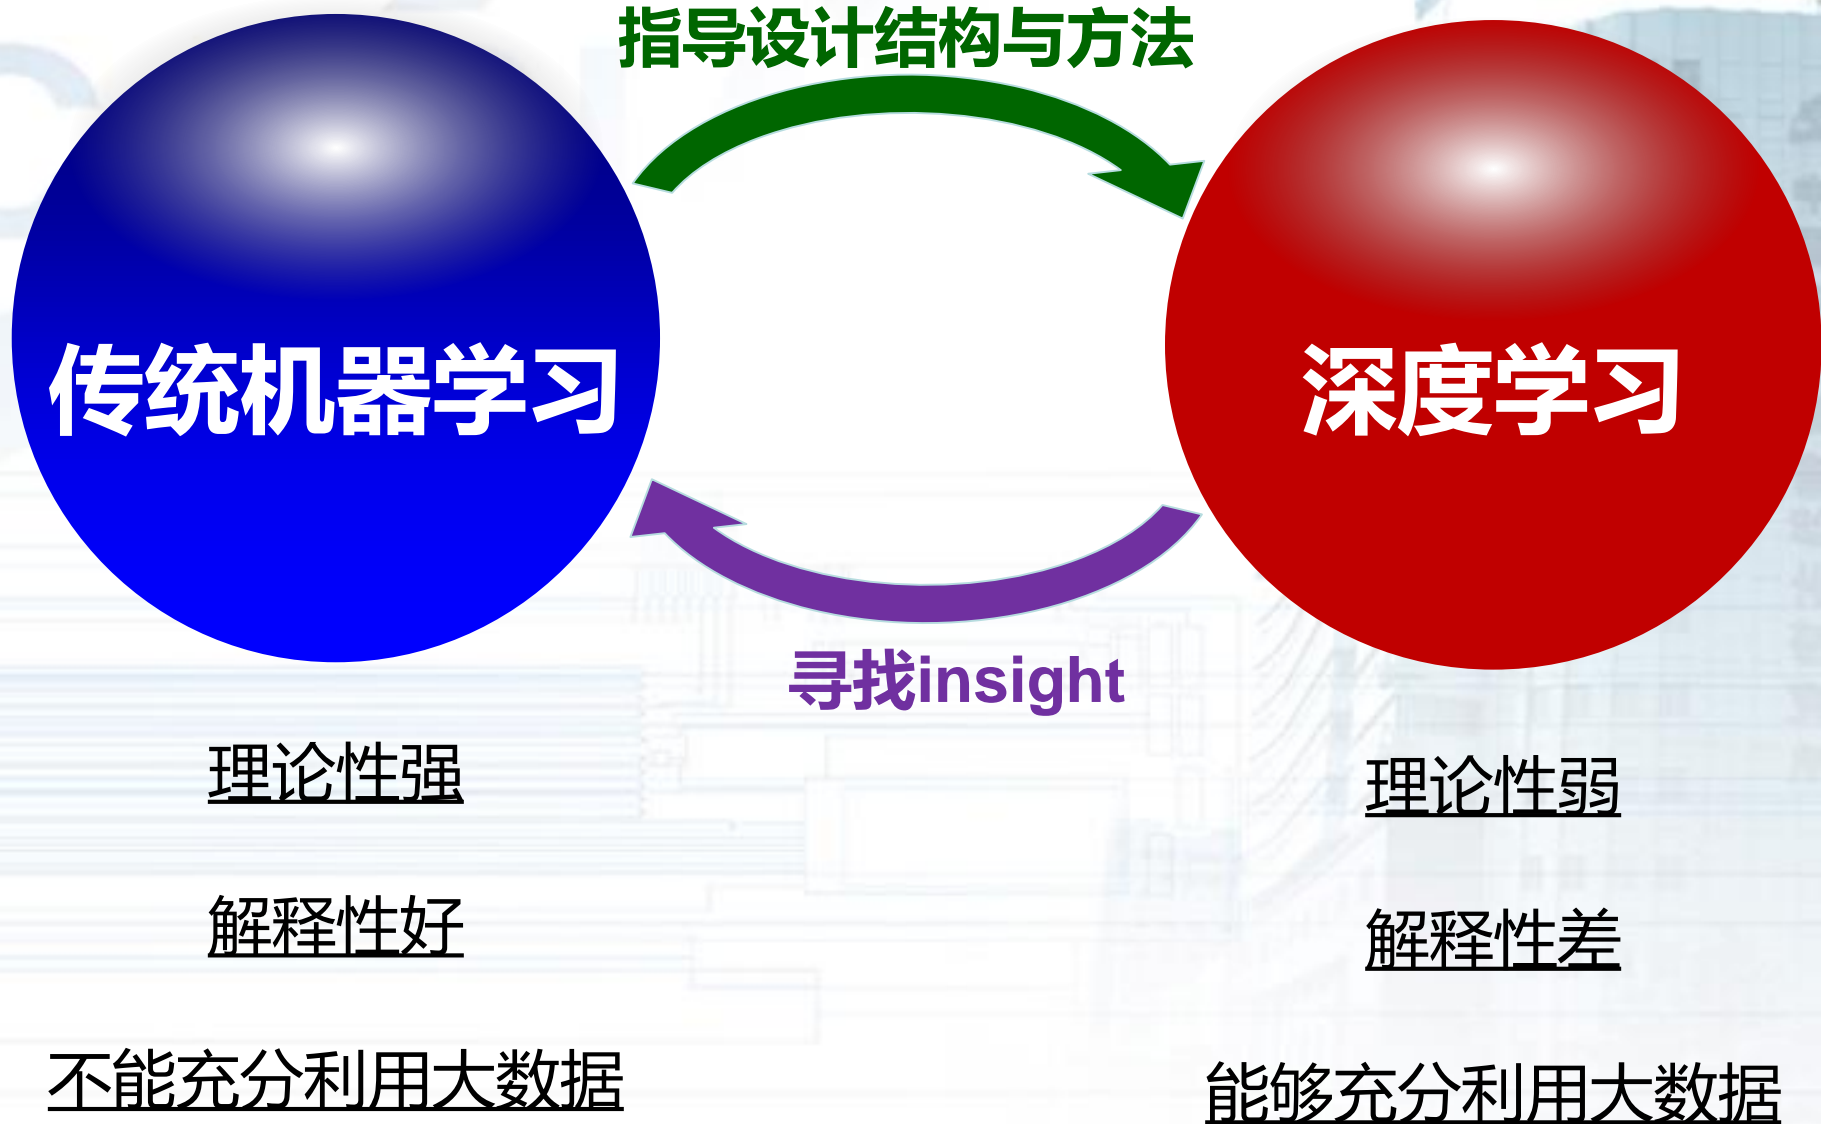 指导设计结构与方法
传统机器学习
深度学习
寻找insight
理论性强
理论性弱
解释性好
解释性差
不能充分利用大数据
能够充分利用大数据